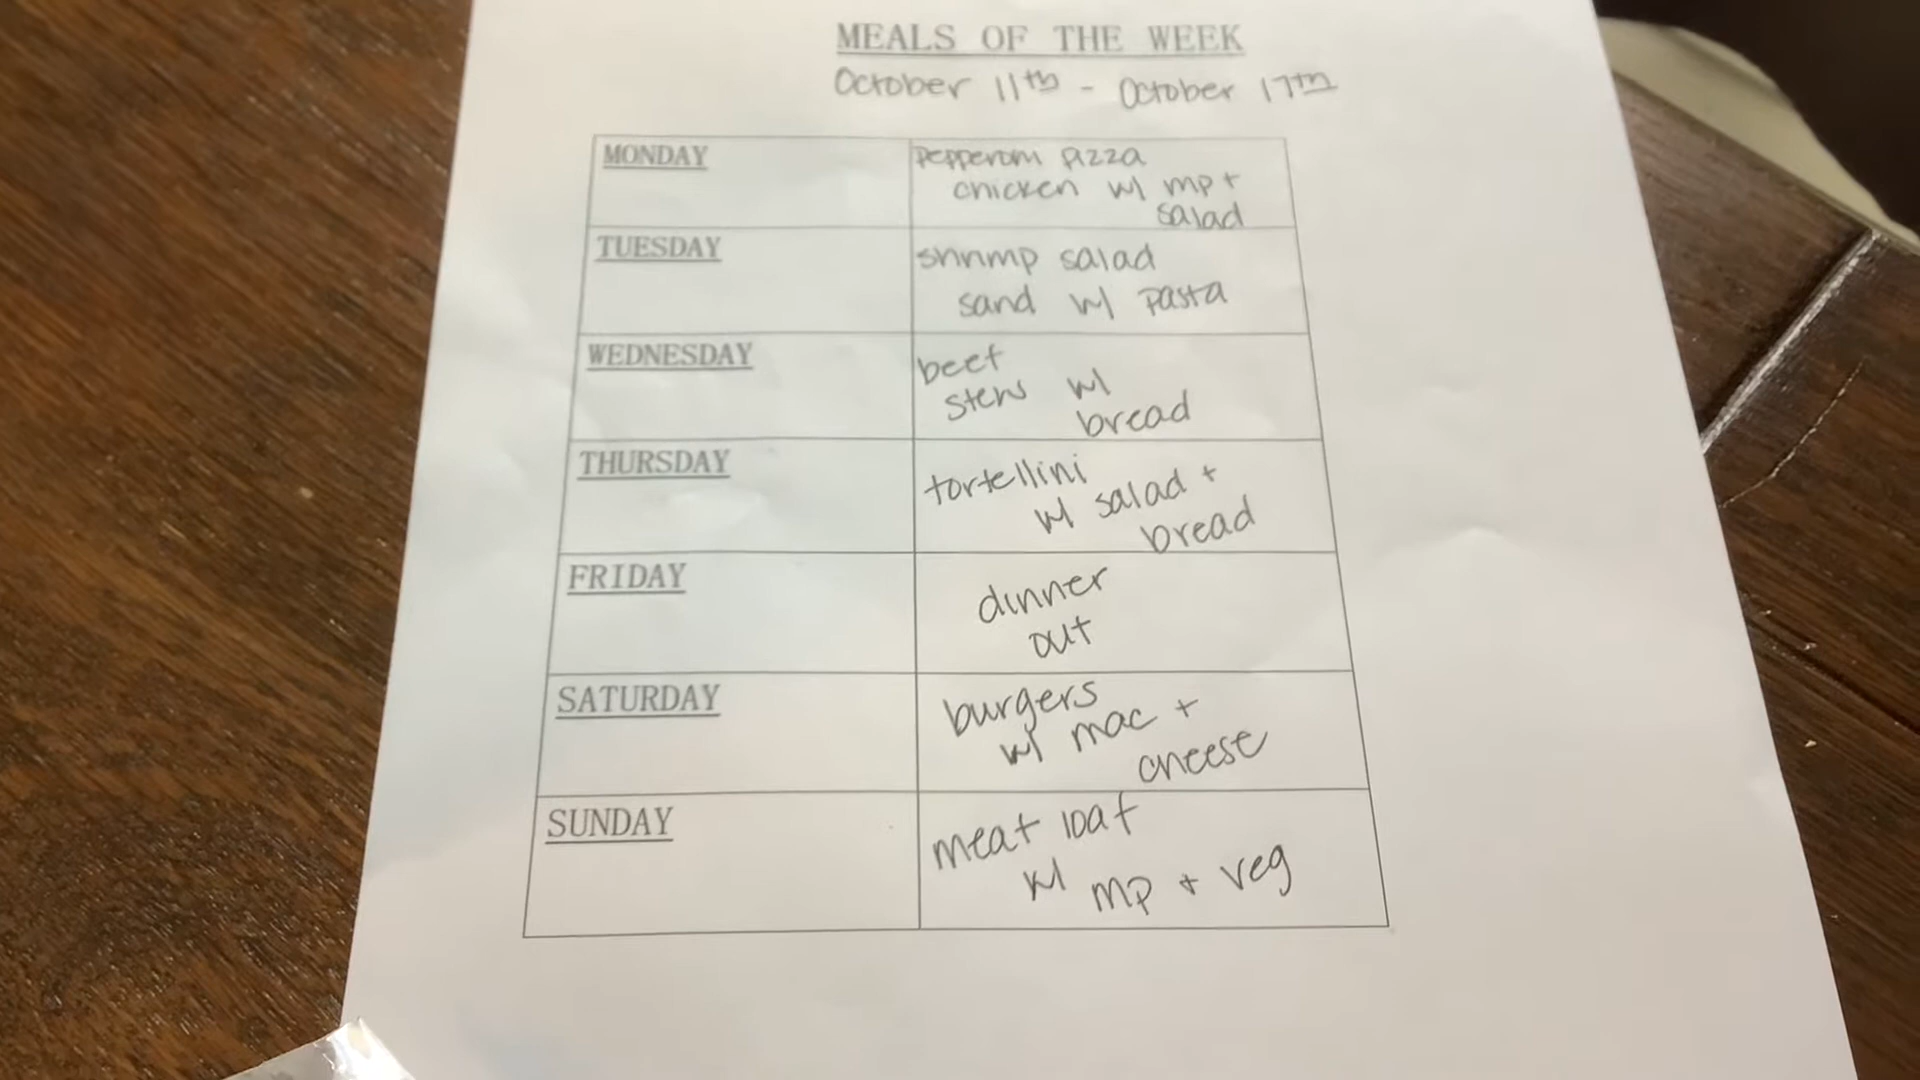 MEALS OF THE WEEK
October 11th - October 17th
MONDAY
pepperoni pizza
chicken w/ mp +
salad
TUESDAY
shrimp salad
sand w/ pasta
WEDNESDAY
beef
stew w/
bread
THURSDAY
tortellini
w/ salad +
bread
FRIDAY
dinner
out
SATURDAY
burgers
w/ mac +
cheese
SUNDAY
meat loaf
w/ mp + veg